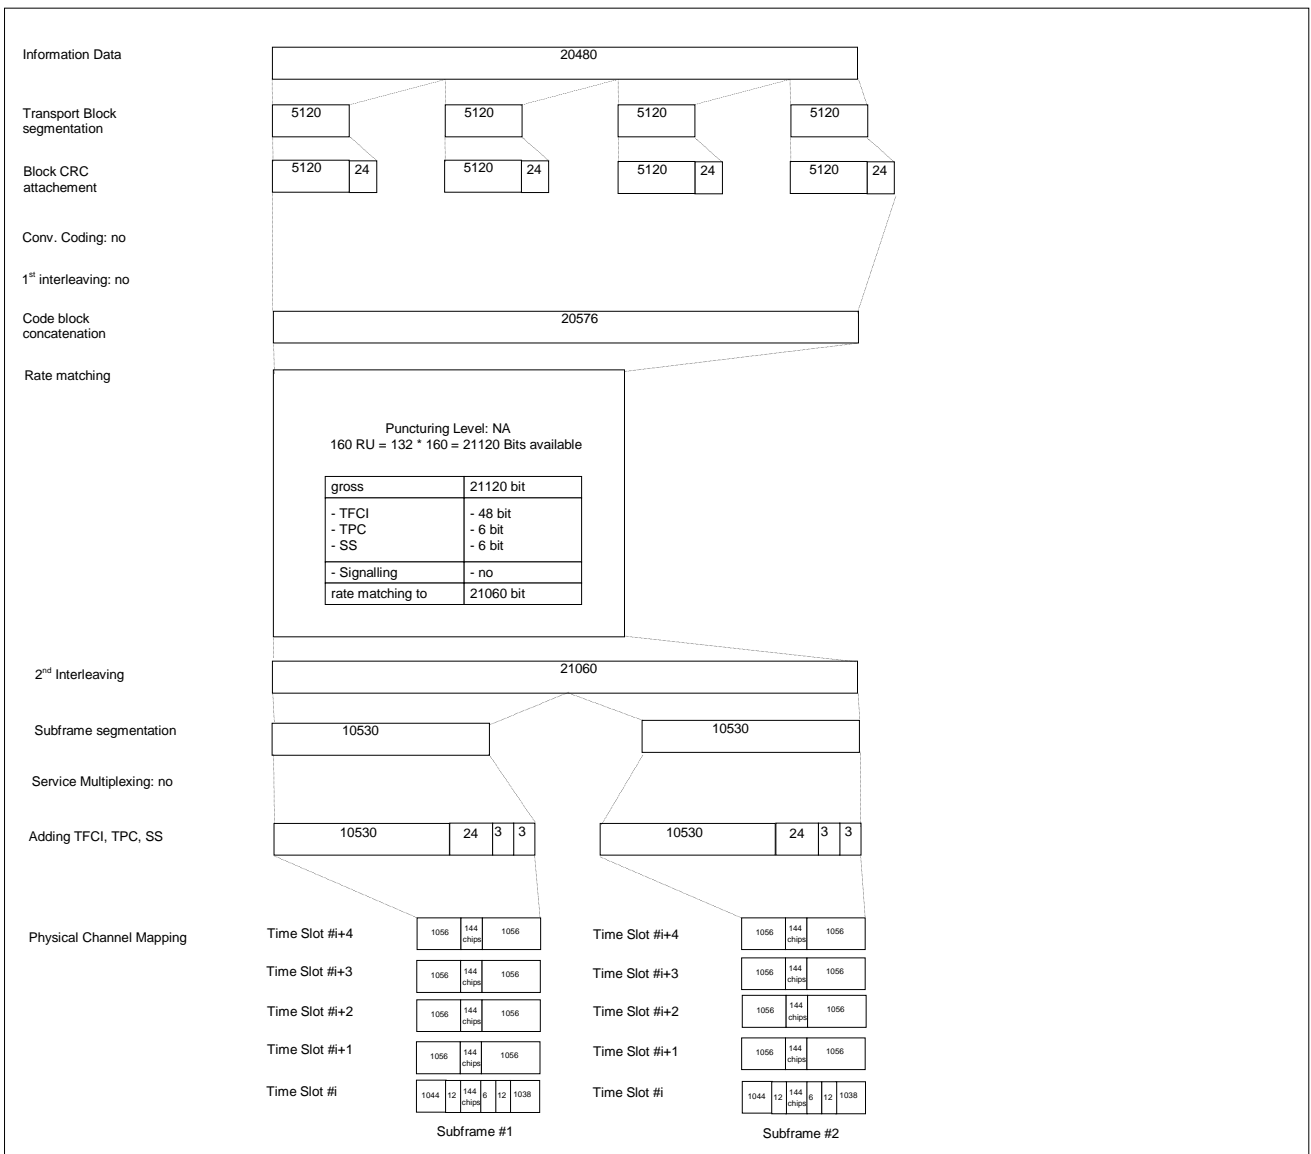 Information Data
20480
Transport Block
segmentation
5120 5120 5120 5120
Block CRC
attachement
5120 24 5120 24 5120 24 5120 24
Conv. Coding: no
1st interleaving: no
Code block
concatenation
20576
Rate matching
Puncturing Level: NA
160 RU = 132 * 160 = 21120 Bits available
gross 21120 bit
- TFCI - 48 bit
- TPC - 6 bit
- SS - 6 bit
- Signalling - no
rate matching to 21060 bit
2nd Interleaving
21060
Subframe segmentation
10530 10530
Service Multiplexing: no
Adding TFCI, TPC, SS
10530 24 3 3 10530 24 3 3
Physical Channel Mapping
Time Slot #i+4 1056 144 chips 1056 Time Slot #i+4 1056 144 chips 1056
Time Slot #i+3 1056 144 chips 1056 Time Slot #i+3 1056 144 chips 1056
Time Slot #i+2 1056 144 chips 1056 Time Slot #i+2 1056 144 chips 1056
Time Slot #i+1 1056 144 chips 1056 Time Slot #i+1 1056 144 chips 1056
Time Slot #i 1044 12 144 chips 6 12 1038 Time Slot #i 1044 12 144 chips 6 12 1038
Subframe #1 Subframe #2